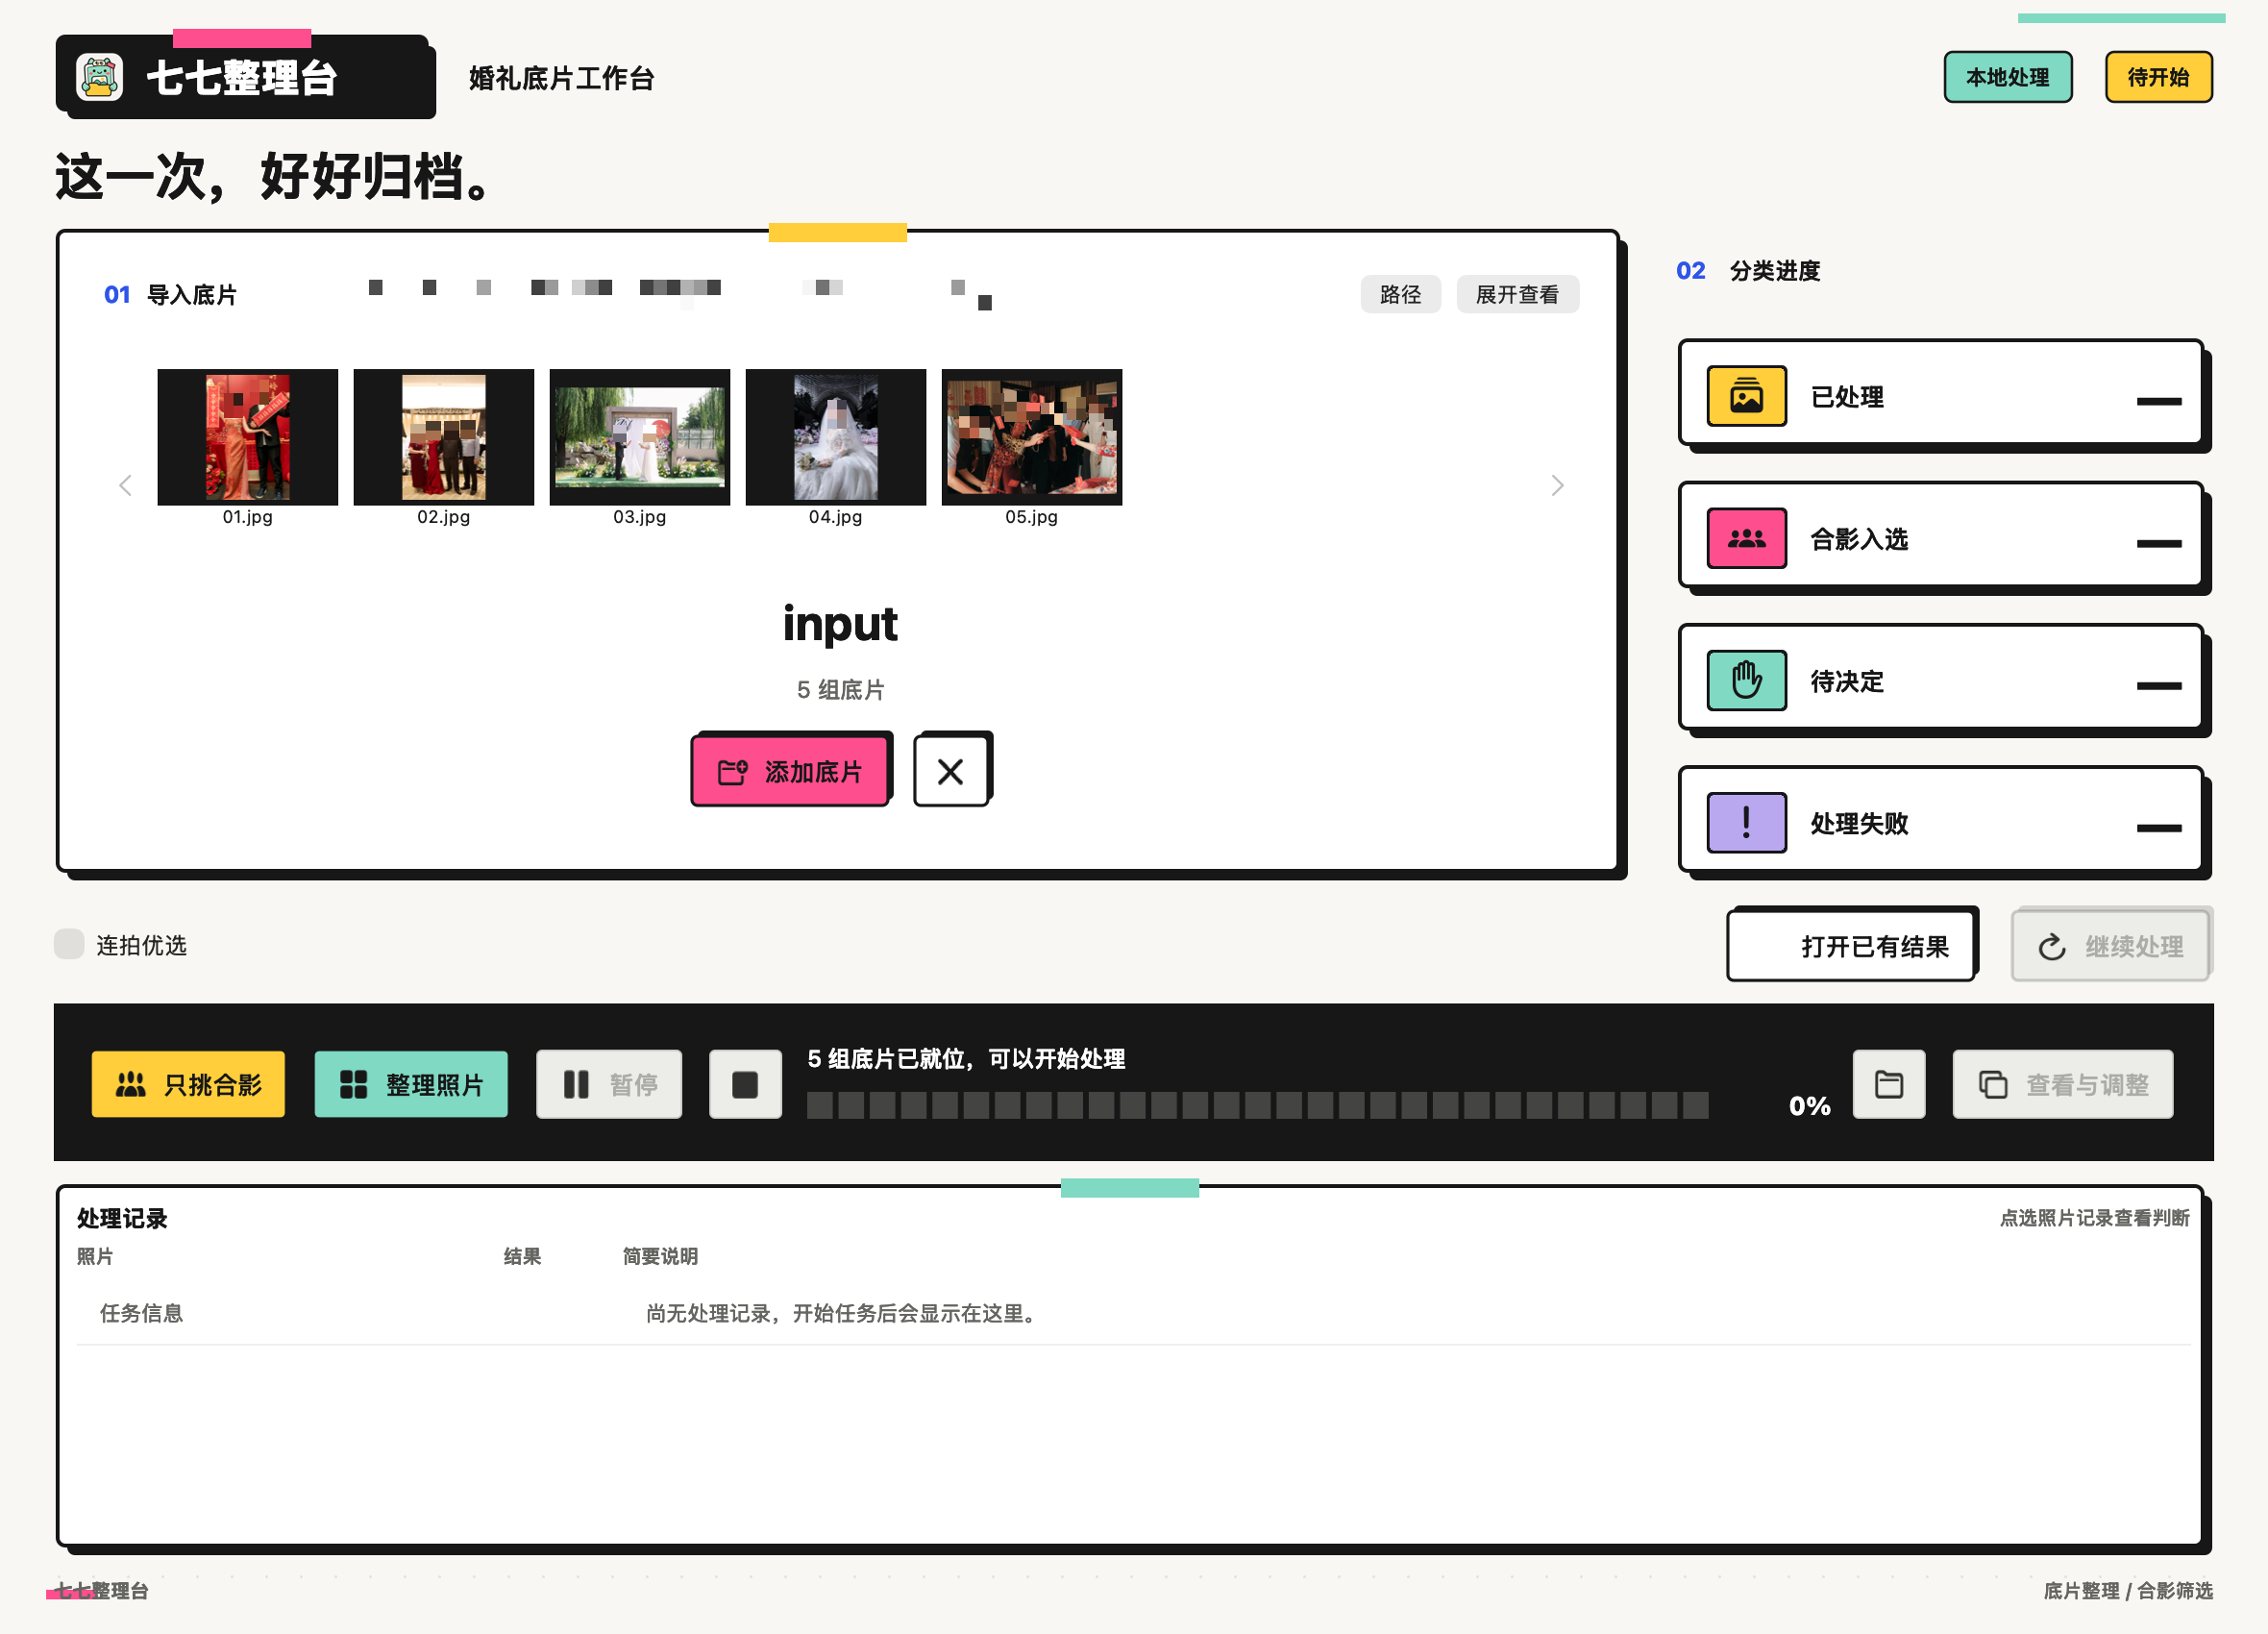 七七整理台
婚礼底片工作台
本地处理
待开始
这一次，好好归档。
01 导入底片
路径
展开查看
01.jpg
02.jpg
03.jpg
04.jpg
05.jpg
input
5 组底片
添加底片
02 分类进度
已处理
合影入选
待决定
处理失败
连拍优选
打开已有结果
继续处理
只挑合影
整理照片
暂停
5 组底片已就位，可以开始处理
0%
查看与调整
处理记录
点选照片记录查看判断
照片 结果 简要说明
任务信息 尚无处理记录，开始任务后会显示在这里。
七七整理台
底片整理 / 合影筛选